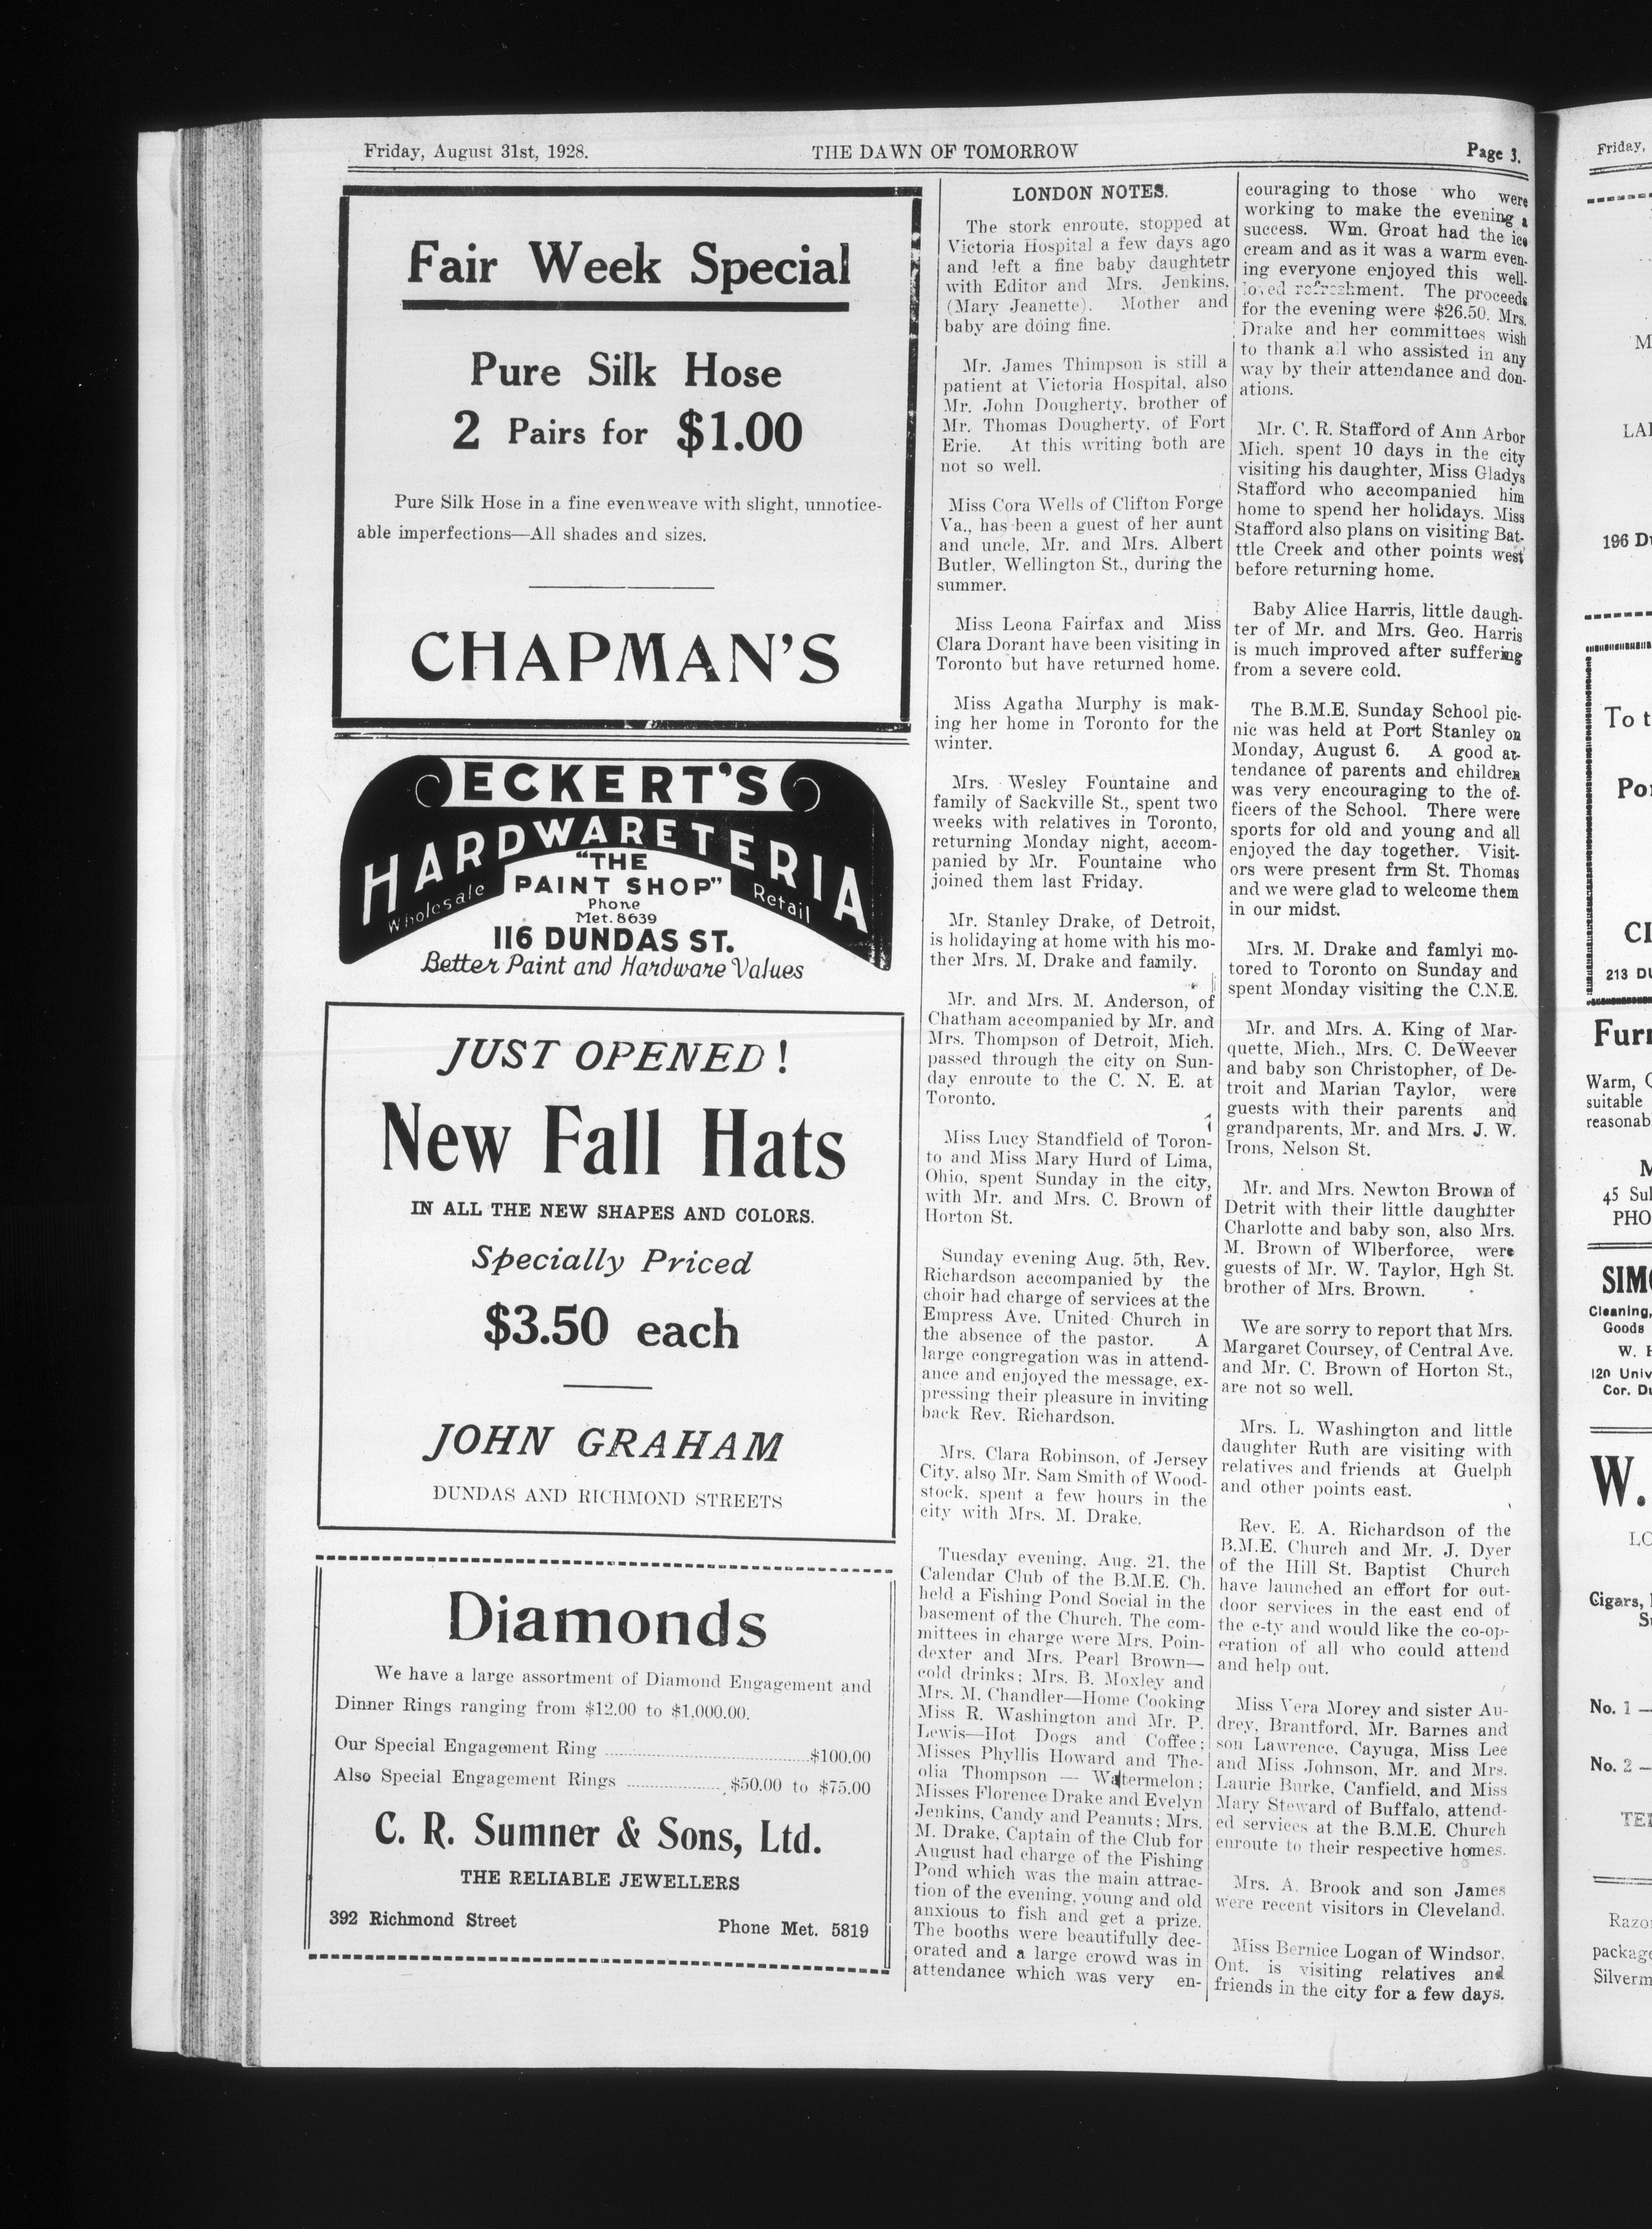 Friday, August 31st, 1928.
THE DAWN OF TOMORROW
Page 3.
Fair Week Special
Pure Silk Hose
2 Pairs for $1.00
Pure Silk Hose in a fine evenweave with slight, unnotice-
able imperfections—All shades and sizes.
CHAPMAN'S
ECKERT'S
HARDWARETERIA
"THE
PAINT SHOP"
Wholesale
Retail
Phone
Met. 8639
116 DUNDAS ST.
Better Paint and Hardware Values
JUST OPENED!
New Fall Hats
IN ALL THE NEW SHAPES AND COLORS.
Specially Priced
$3.50 each
JOHN GRAHAM
DUNDAS AND RICHMOND STREETS
Diamonds
We have a large assortment of Diamond Engagement and
Dinner Rings ranging from $12.00 to $1,000.00.
Our Special Engagement Ring ........ $100.00
Also Special Engagement Rings ........ $50.00 to $75.00
C. R. Sumner & Sons, Ltd.
THE RELIABLE JEWELLERS
392 Richmond Street
Phone Met. 5819
LONDON NOTES.
The stork enroute, stopped at
Victoria Hospital a few days ago
and left a fine baby daughtetr
with Editor and Mrs. Jenkins,
(Mary Jeanette). Mother and
baby are doing fine.
Mr. James Thimpson is still a
patient at Victoria Hospital, also
Mr. John Dougherty, brother of
Mr. Thomas Dougherty, of Fort
Erie. At this writing both are
not so well.
Miss Cora Wells of Clifton Forge
Va., has been a guest of her aunt
and uncle, Mr. and Mrs. Albert
Butler, Wellington St., during the
summer.
Miss Leona Fairfax and Miss
Clara Dorant have been visiting in
Toronto but have returned home.
Miss Agatha Murphy is mak-
ing her home in Toronto for the
winter.
Mrs. Wesley Fountaine and
family of Sackville St., spent two
weeks with relatives in Toronto,
returning Monday night, accom-
panied by Mr. Fountaine who
joined them last Friday.
Mr. Stanley Drake, of Detroit,
is holidaying at home with his mo-
ther Mrs. M. Drake and family.
Mr. and Mrs. M. Anderson, of
Chatham accompanied by Mr. and
Mrs. Thompson of Detroit, Mich.
passed through the city on Sun-
day enroute to the C. N. E. at
Toronto.
Miss Lucy Standfield of Toron-
to and Miss Mary Hurd of Lima,
Ohio, spent Sunday in the city,
with Mr. and Mrs. C. Brown of
Horton St.
Sunday evening Aug. 5th, Rev.
Richardson accompanied by the
choir had charge of services at the
Empress Ave. United Church in
the absence of the pastor. A
large congregation was in attend-
ance and enjoyed the message, ex-
pressing their pleasure in inviting
back Rev. Richardson.
Mrs. Clara Robinson, of Jersey
City, also Mr. Sam Smith of Wood-
stock, spent a few hours in the
city with Mrs. M. Drake.
Tuesday evening, Aug. 21, the
Calendar Club of the B.M.E. Ch.
held a Fishing Pond Social in the
basement of the Church. The com-
mittees in charge were Mrs. Poin-
dexter and Mrs. Pearl Brown—
cold drinks; Mrs. B. Moxley and
Mrs. M. Chandler—Home Cooking
Miss R. Washington and Mr. P.
Lewis—Hot Dogs and Coffee;
Misses Phyllis Howard and The-
olia Thompson — Watermelon;
Misses Florence Drake and Evelyn
Jenkins, Candy and Peanuts; Mrs.
M. Drake, Captain of the Club for
August had charge of the Fishing
Pond which was the main attrac-
tion of the evening, young and old
anxious to fish and get a prize.
The booths were beautifully dec-
orated and a large crowd was in
attendance which was very en-
couraging to those who were
working to make the evening a
success. Wm. Groat had the ice
cream and as it was a warm even-
ing everyone enjoyed this well-
loved refreshment. The proceeds
for the evening were $26.50. Mrs.
Drake and her committees wish
to thank all who assisted in any
way by their attendance and don-
ations.
Mr. C. R. Stafford of Ann Arbor
Mich. spent 10 days in the city
visiting his daughter, Miss Gladys
Stafford who accompanied him
home to spend her holidays. Miss
Stafford also plans on visiting Bat-
ttle Creek and other points west
before returning home.
Baby Alice Harris, little daugh-
ter of Mr. and Mrs. Geo. Harris
is much improved after suffering
from a severe cold.
The B.M.E. Sunday School pic-
nic was held at Port Stanley on
Monday, August 6. A good at-
tendance of parents and children
was very encouraging to the of-
ficers of the School. There were
sports for old and young and all
enjoyed the day together. Visit-
ors were present frm St. Thomas
and we were glad to welcome them
in our midst.
Mrs. M. Drake and famlyi mo-
tored to Toronto on Sunday and
spent Monday visiting the C.N.E.
Mr. and Mrs. A. King of Mar-
quette, Mich., Mrs. C. DeWeever
and baby son Christopher, of De-
troit and Marian Taylor, were
guests with their parents and
grandparents, Mr. and Mrs. J. W.
Irons, Nelson St.
Mr. and Mrs. Newton Brown of
Detrit with their little daughtter
Charlotte and baby son, also Mrs.
M. Brown of Wlberforce, were
guests of Mr. W. Taylor, Hgh St.
brother of Mrs. Brown.
We are sorry to report that Mrs.
Margaret Coursey, of Central Ave.
and Mr. C. Brown of Horton St.,
are not so well.
Mrs. L. Washington and little
daughter Ruth are visiting with
relatives and friends at Guelph
and other points east.
Rev. E. A. Richardson of the
B.M.E. Church and Mr. J. Dyer
of the Hill St. Baptist Church
have launched an effort for out-
door services in the east end of
the c-ty and would like the co-op-
eration of all who could attend
and help out.
Miss Vera Morey and sister Au-
drey, Brantford, Mr. Barnes and
son Lawrence, Cayuga, Miss Lee
and Miss Johnson, Mr. and Mrs.
Laurie Burke, Canfield, and Miss
Mary Steward of Buffalo, attend-
ed services at the B.M.E. Church
enroute to their respective homes.
Mrs. A. Brook and son James
were recent visitors in Cleveland.
Miss Bernice Logan of Windsor,
Ont. is visiting relatives and
friends in the city for a few days.
Friday,
196
To t
213
Warm,
suitable
45
PHO
Cleaning,
Goods
W.
120 Univ
Cor.
W.
Cigars,
No. 1 —
No. 2 —
package